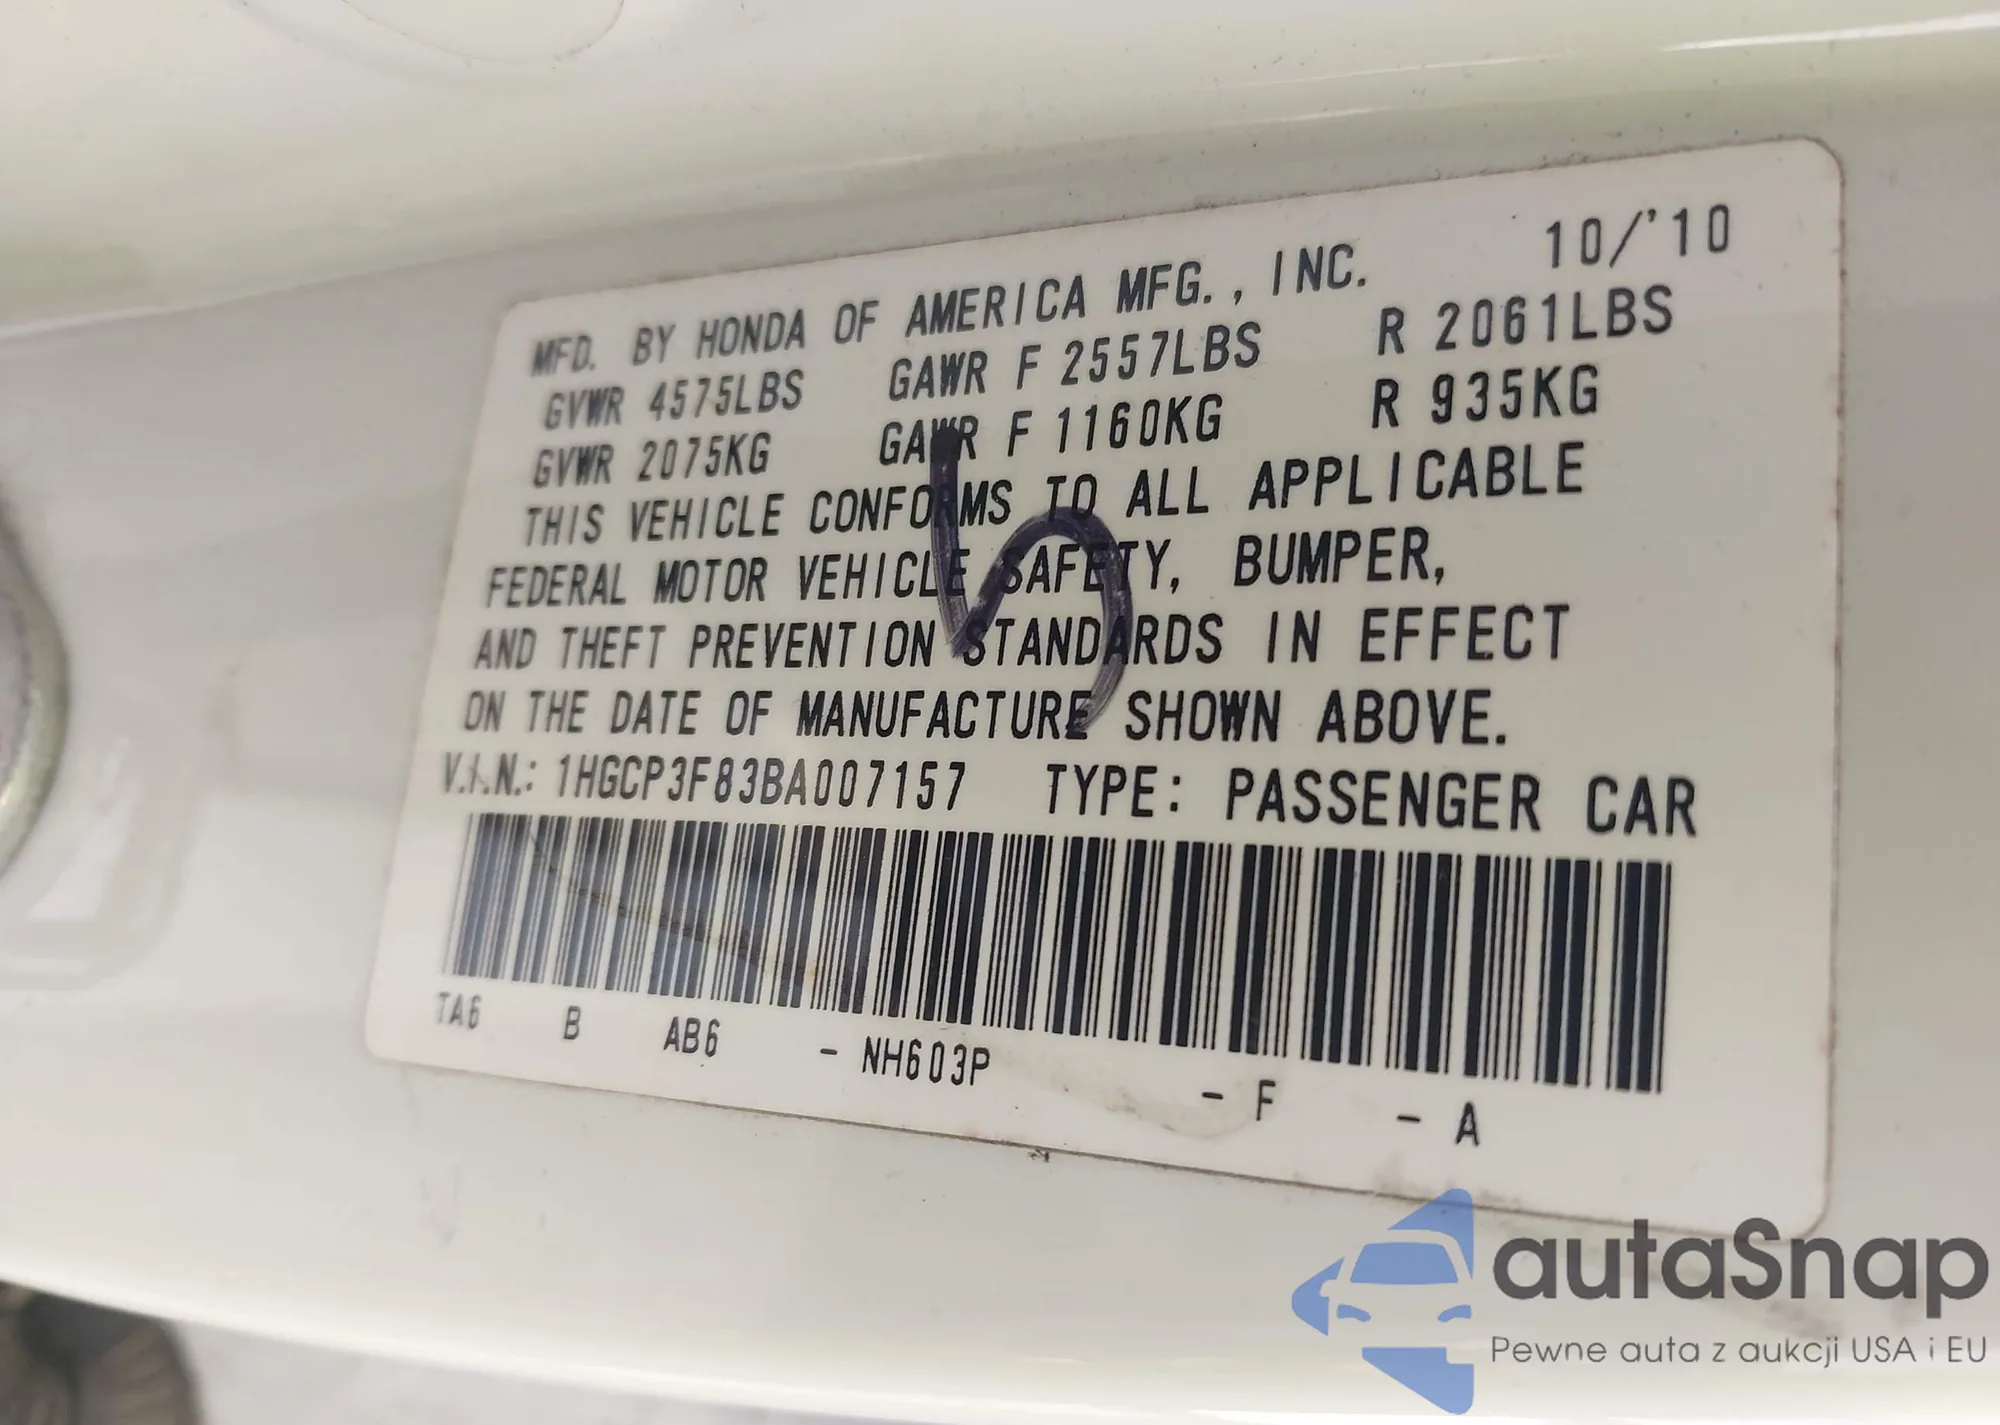 MFD. BY HONDA OF AMERICA MFG., INC. 10/'10
GVWR 4575LBS GAWR F 2557LBS R 2061LBS
GVWR 2075KG GAWR F 1160KG R 935KG
THIS VEHICLE CONFORMS TO ALL APPLICABLE
FEDERAL MOTOR VEHICLE SAFETY, BUMPER,
AND THEFT PREVENTION STANDARDS IN EFFECT
ON THE DATE OF MANUFACTURE SHOWN ABOVE.
V.I.N.: 1HGCP3F83BA007157 TYPE: PASSENGER CAR
TA6 B AB6 - NH603P - F - A
autaSnap
Pewne auta z aukcji USA i EU